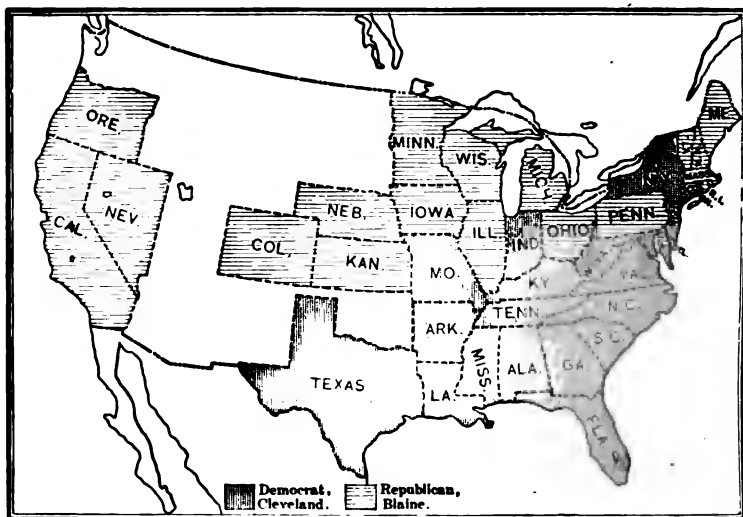 ORE.
CAL.
NEV.
COL.
NEB.
KAN.
MINN.
IOWA
MO.
ARK.
LA.
TEXAS
WIS.
ILL.
MICH.
IND.
OHIO
KY.
TENN.
MISS.
ALA.
GA.
FLA.
S.C.
N.C.
VA.
PENN.
ME.
Democrat, Cleveland.
Republican, Blaine.